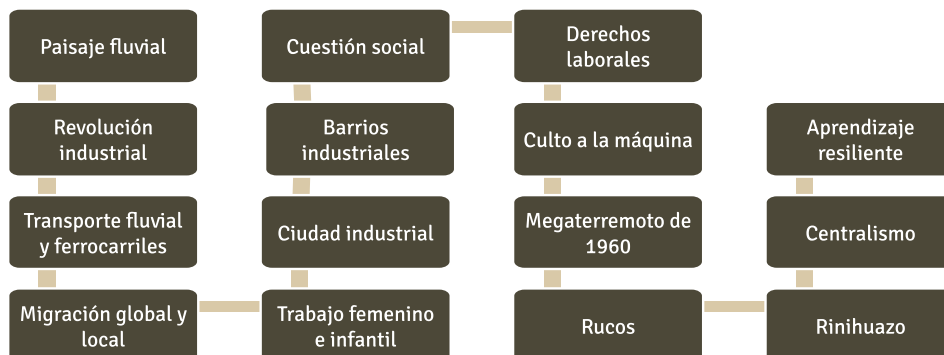 Paisaje fluvial
Revolución
industrial
Transporte fluvial
y ferrocarriles
Migración global y
local
Trabajo femenino
e infantil
Ciudad industrial
Barrios
industriales
Cuestión social
Derechos
laborales
Culto a la máquina
Megaterremoto de
1960
Rucos
Rinihuazo
Centralismo
Aprendizaje
resiliente